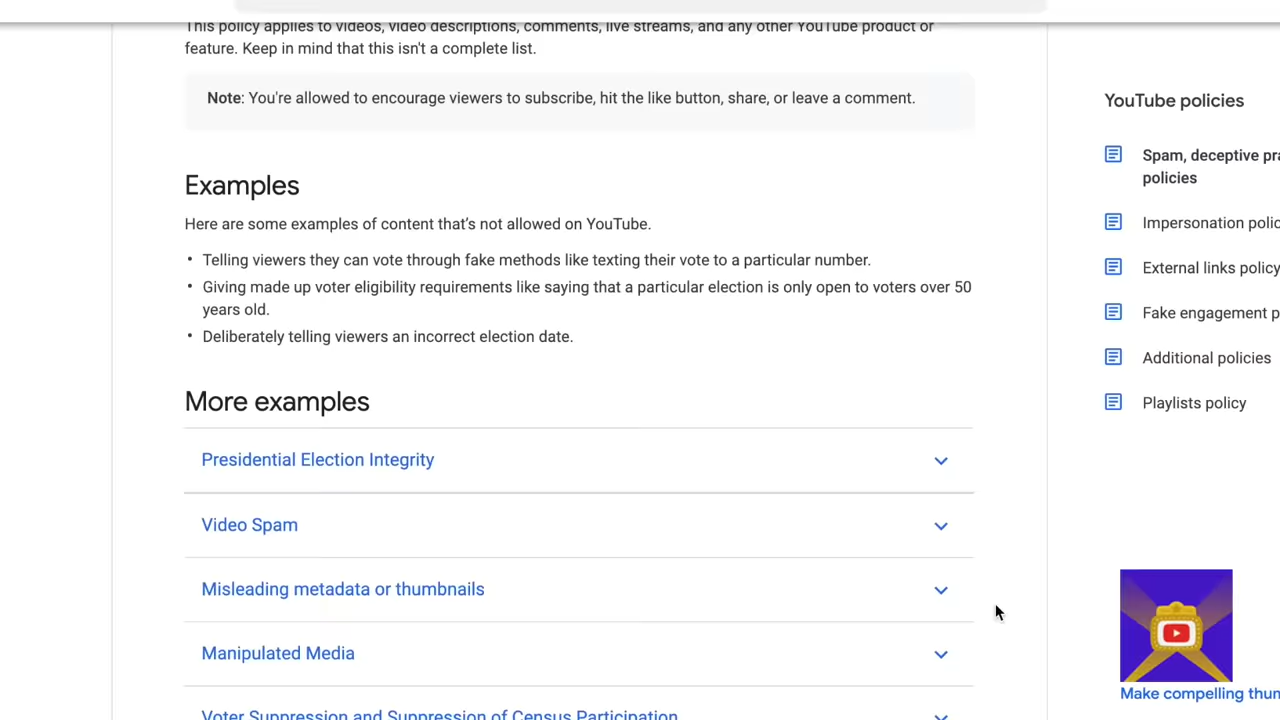 This policy applies to videos, video descriptions, comments, live streams, and any other YouTube product or
feature. Keep in mind that this isn't a complete list.
Note: You're allowed to encourage viewers to subscribe, hit the like button, share, or leave a comment.
Examples
Here are some examples of content that's not allowed on YouTube.
• Telling viewers they can vote through fake methods like texting their vote to a particular number.
• Giving made up voter eligibility requirements like saying that a particular election is only open to voters over 50
years old.
• Deliberately telling viewers an incorrect election date.
More examples
Presidential Election Integrity
Video Spam
Misleading metadata or thumbnails
Manipulated Media
Voter Suppression and Suppression of Census Participation
YouTube policies
Spam, deceptive pra
policies
Impersonation polic
External links policy
Fake engagement p
Additional policies
Playlists policy
Make compelling thun